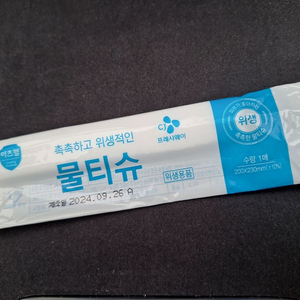 촉촉하고 위생적인
물티슈
제조일 2024.09.26 A
위생용품
CJ
프레시웨이
위생
수량 1매
200X200mm